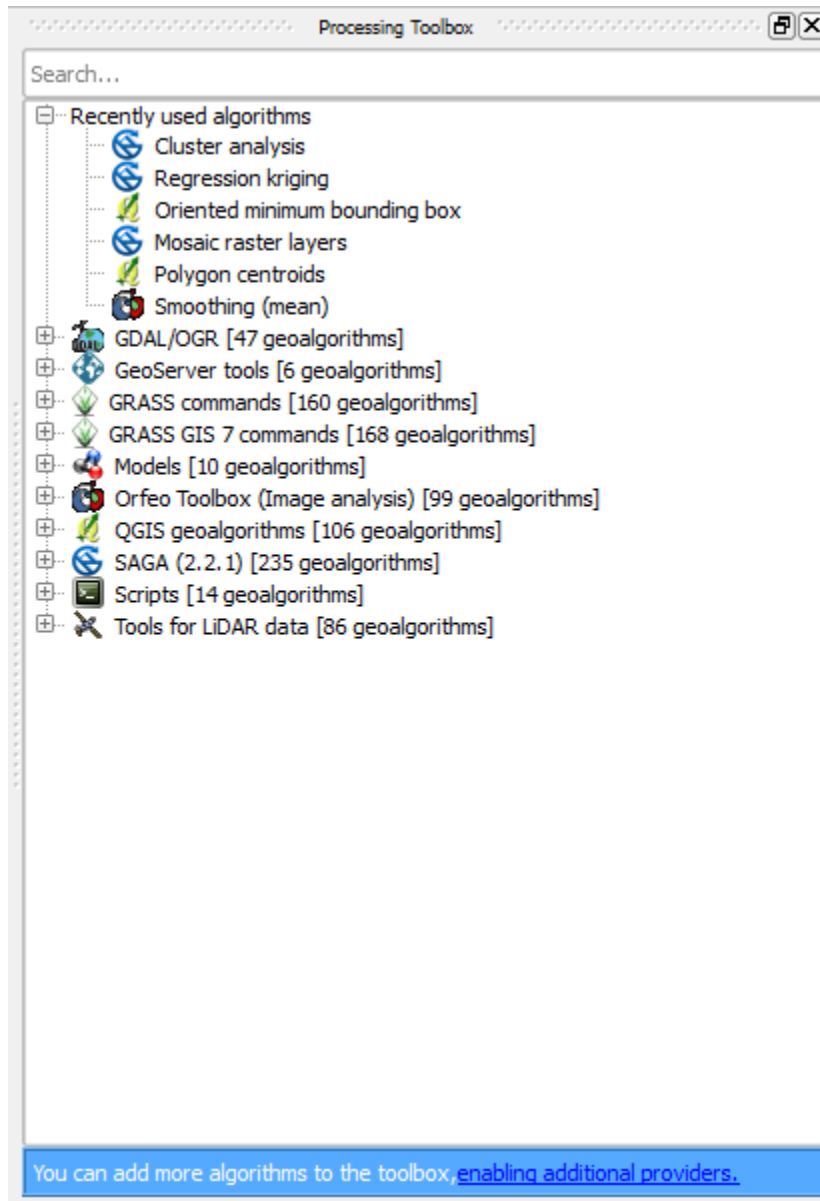 Processing Toolbox
Search...
Recently used algorithms
Cluster analysis
Regression kriging
Oriented minimum bounding box
Mosaic raster layers
Polygon centroids
Smoothing (mean)
GDAL/OGR [47 geoalgorithms]
GeoServer tools [6 geoalgorithms]
GRASS commands [160 geoalgorithms]
GRASS GIS 7 commands [168 geoalgorithms]
Models [10 geoalgorithms]
Orfeo Toolbox (Image analysis) [99 geoalgorithms]
QGIS geoalgorithms [106 geoalgorithms]
SAGA (2.2.1) [235 geoalgorithms]
Scripts [14 geoalgorithms]
Tools for LiDAR data [86 geoalgorithms]
You can add more algorithms to the toolbox,enabling additional providers.